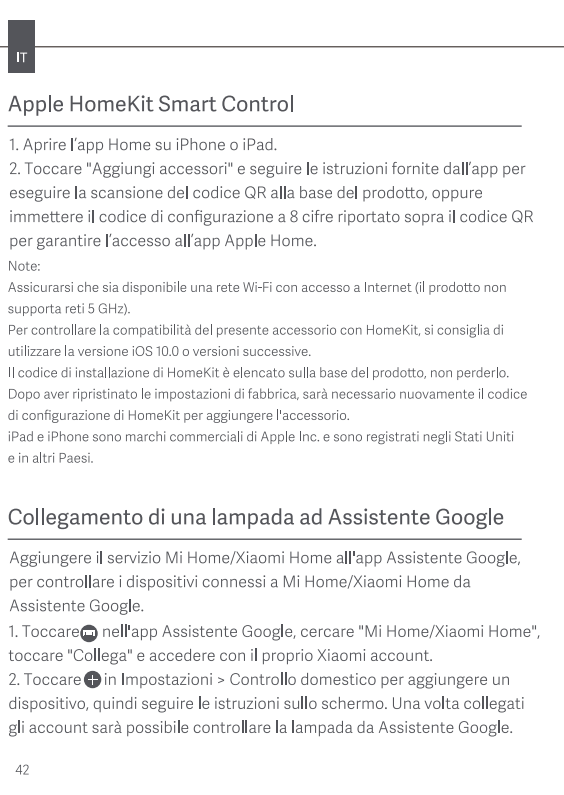 IT
Apple HomeKit Smart Control
1. Aprire l’app Home su iPhone o iPad.
2. Toccare "Aggiungi accessori" e seguire le istruzioni fornite dall’app per
eseguire la scansione del codice QR alla base del prodotto, oppure
immettere il codice di configurazione a 8 cifre riportato sopra il codice QR
per garantire l’accesso all’app Apple Home.
Note:
Assicurarsi che sia disponibile una rete Wi-Fi con accesso a Internet (il prodotto non
supporta reti 5 GHz).
Per controllare la compatibilità del presente accessorio con HomeKit, si consiglia di
utilizzare la versione iOS 10.0 o versioni successive.
Il codice di installazione di HomeKit è elencato sulla base del prodotto, non perderlo.
Dopo aver ripristinato le impostazioni di fabbrica, sarà necessario nuovamente il codice
di configurazione di HomeKit per aggiungere l'accessorio.
iPad e iPhone sono marchi commerciali di Apple Inc. e sono registrati negli Stati Uniti
e in altri Paesi.
Collegamento di una lampada ad Assistente Google
Aggiungere il servizio Mi Home/Xiaomi Home all'app Assistente Google,
per controllare i dispositivi connessi a Mi Home/Xiaomi Home da
Assistente Google.
1. Toccare nell'app Assistente Google, cercare "Mi Home/Xiaomi Home",
toccare "Collega" e accedere con il proprio Xiaomi account.
2. Toccare in Impostazioni > Controllo domestico per aggiungere un
dispositivo, quindi seguire le istruzioni sullo schermo. Una volta collegati
gli account sarà possibile controllare la lampada da Assistente Google.
42